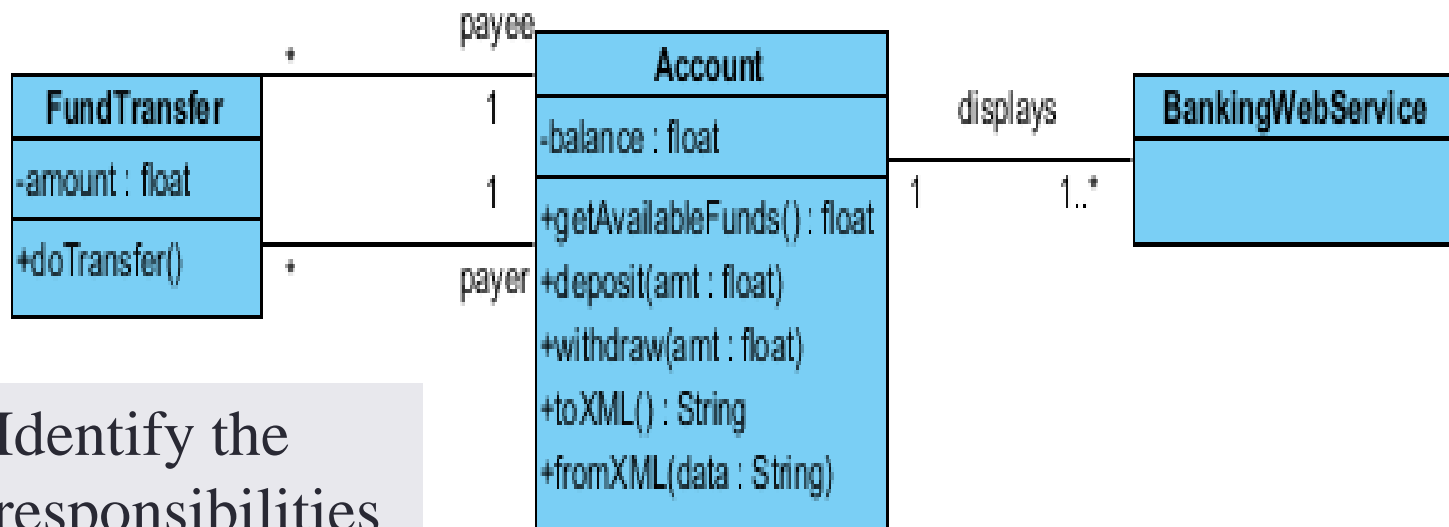 payee
*
1
FundTransfer
-amount : float
+doTransfer()
1
*
payer
Account
-balance : float
+getAvailableFunds() : float
+deposit(amt : float)
+withdraw(amt : float)
+toXML() : String
+fromXML(data : String)
displays
1
1..*
BankingWebService
Identify the
responsibilities